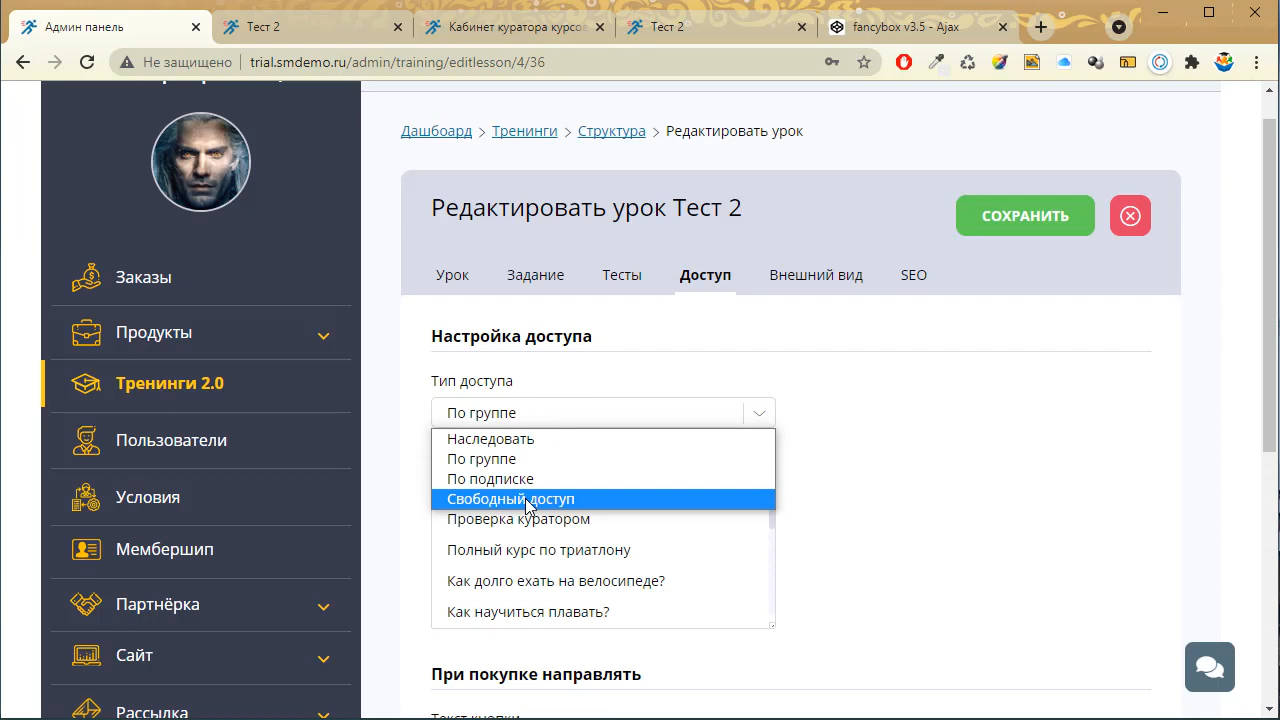 Админ панель
Тест 2
Кабинет куратора курсов
Тест 2
fancybox v3.5 - Ajax
Не защищено
trial.smdemo.ru/admin/training/editlesson/4/36
Дашбоард > Тренинги > Структура > Редактировать урок
Редактировать урок Тест 2
СОХРАНИТЬ
Урок
Задание
Тесты
Доступ
Внешний вид
SEO
Заказы
Продукты
Тренинги 2.0
Пользователи
Условия
Мембершип
Партнёрка
Сайт
Рассылка
Настройка доступа
Тип доступа
По группе
Наследовать
По группе
По подписке
Свободный доступ
Проверка куратором
Полный курс по триатлону
Как долго ехать на велосипеде?
Как научиться плавать?
При покупке направлять
Текст кнопки